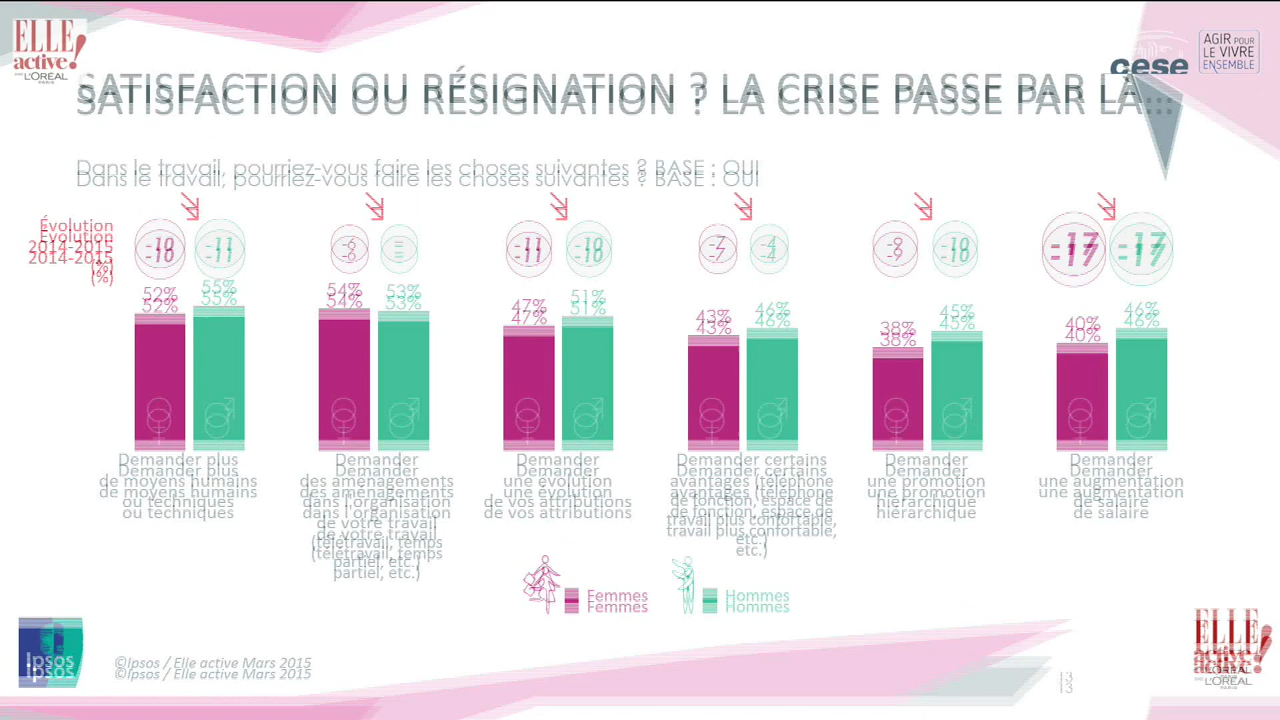 ELLE
active!
AVEC L'ORÉAL
PARIS
cese
AGIR POUR
LE VIVRE
ENSEMBLE
SATISFACTION OU RÉSIGNATION ? LA CRISE PASSE PAR LÀ...
Dans le travail, pourriez-vous faire les choses suivantes ? BASE : OUI
Évolution
2014-2015
(%)
-10 -11
-6 =
-11 -10
-7 -4
-9 -10
-17 -17
52% 55%
54% 53%
47% 51%
43% 46%
38% 45%
40% 46%
Demander plus
de moyens humains
ou techniques
Demander
des aménagements
dans l'organisation
de votre travail
(télétravail, temps
partiel, etc.)
Demander
une évolution
de vos attributions
Demander certains
avantages (téléphone
de fonction, espace de
travail plus confortable,
etc.)
Demander
une promotion
hiérarchique
Demander
une augmentation
de salaire
Femmes
Hommes
Ipsos
©Ipsos / Elle active Mars 2015
13
ELLE
active!
L'ORÉAL
PARIS